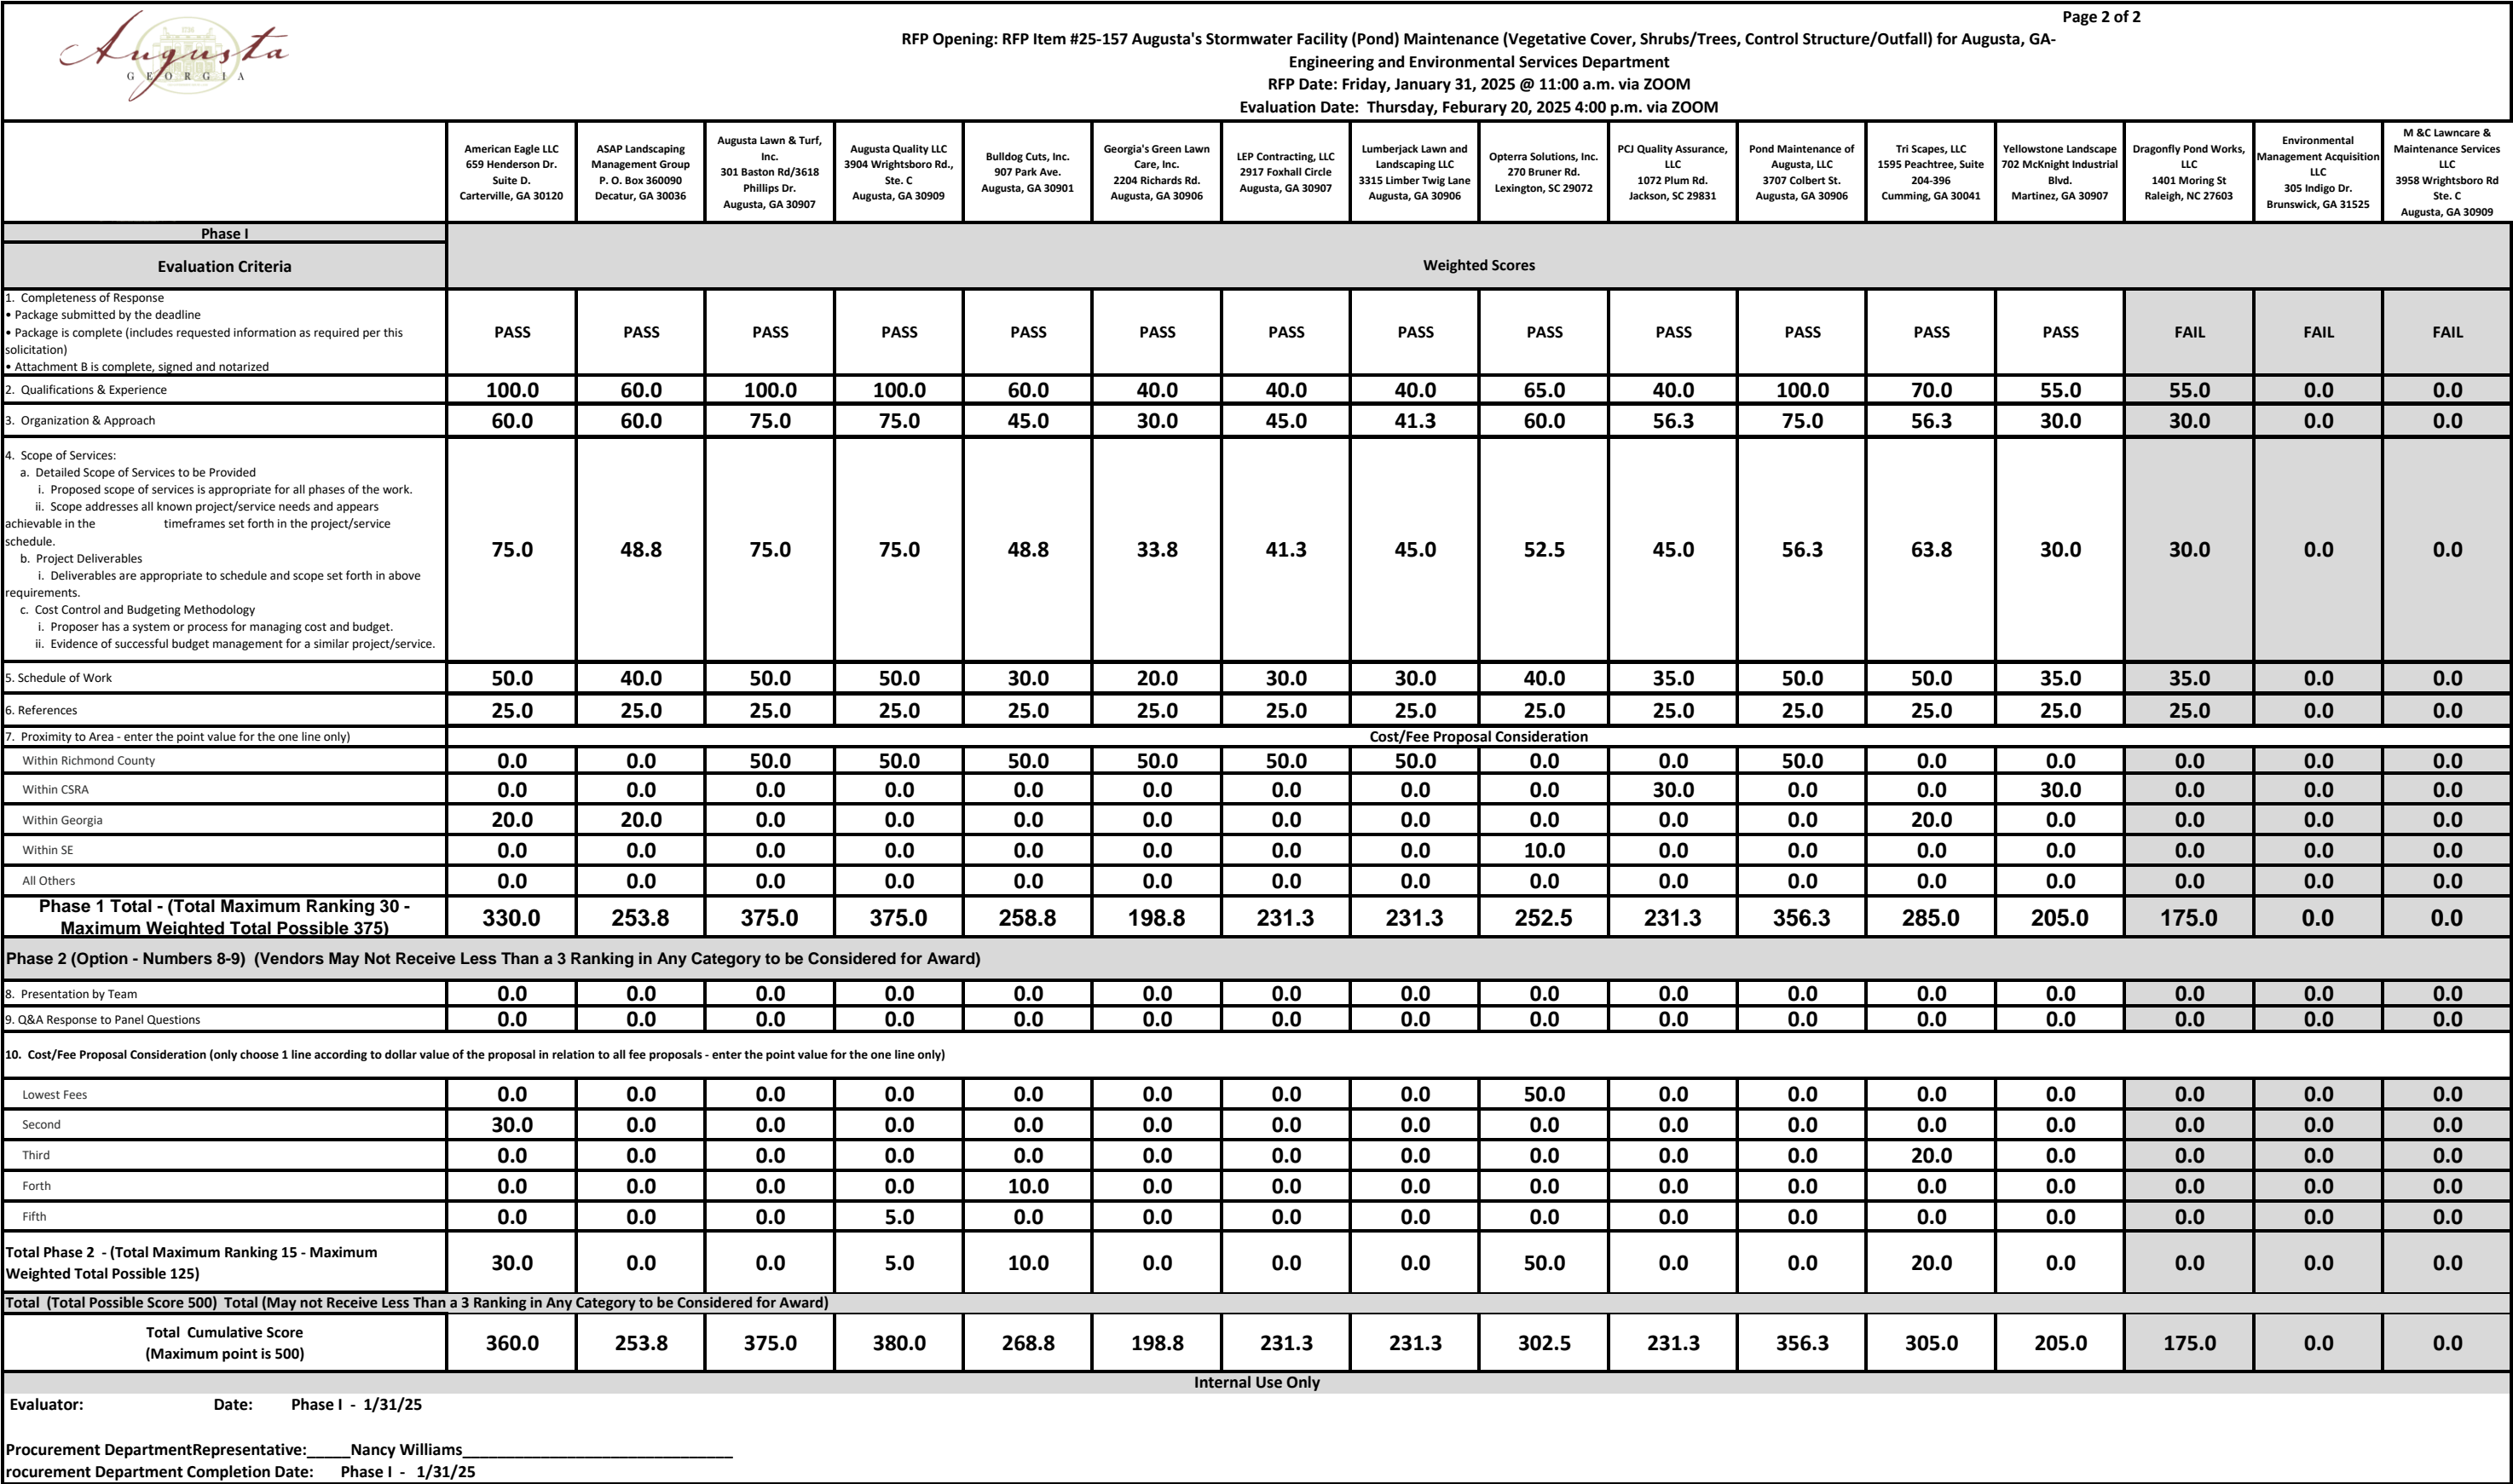 Page 2 of 2
Augusta
GEORGIA
RFP Opening: RFP Item #25-157 Augusta's Stormwater Facility (Pond) Maintenance (Vegetative Cover, Shrubs/Trees, Control Structure/Outfall) for Augusta, GA-
Engineering and Environmental Services Department
RFP Date: Friday, January 31, 2025 @ 11:00 a.m. via ZOOM
Evaluation Date: Thursday, Feburary 20, 2025 4:00 p.m. via ZOOM
American Eagle LLC
659 Henderson Dr.
Suite D.
Carterville, GA 30120
ASAP Landscaping
Management Group
P. O. Box 360090
Decatur, GA 30036
Augusta Lawn & Turf,
Inc.
301 Baston Rd/3618
Phillips Dr.
Augusta, GA 30907
Augusta Quality LLC
3904 Wrightsboro Rd.,
Ste. C
Augusta, GA 30909
Bulldog Cuts, Inc.
907 Park Ave.
Augusta, GA 30901
Georgia's Green Lawn
Care, Inc.
2204 Richards Rd.
Augusta, GA 30906
LEP Contracting, LLC
2917 Foxhall Circle
Augusta, GA 30907
Lumberjack Lawn and
Landscaping LLC
3315 Limber Twig Lane
Augusta, GA 30906
Opterra Solutions, Inc.
270 Bruner Rd.
Lexington, SC 29072
PCJ Quality Assurance,
LLC
1072 Plum Rd.
Jackson, SC 29831
Pond Maintenance of
Augusta, LLC
3707 Colbert St.
Augusta, GA 30906
Tri Scapes, LLC
1595 Peachtree, Suite
204-396
Cumming, GA 30041
Yellowstone Landscape
702 McKnight Industrial
Blvd.
Martinez, GA 30907
Dragonfly Pond Works,
LLC
1401 Moring St
Raleigh, NC 27603
Environmental
Management Acquisition
LLC
305 Indigo Dr.
Brunswick, GA 31525
M &C Lawncare &
Maintenance Services
LLC
3958 Wrightsboro Rd
Ste. C
Augusta, GA 30909
Phase I
Evaluation Criteria
Weighted Scores
1. Completeness of Response
• Package submitted by the deadline
• Package is complete (includes requested information as required per this
solicitation)
• Attachment B is complete, signed and notarized
PASS PASS PASS PASS PASS PASS PASS PASS PASS PASS PASS PASS PASS FAIL FAIL FAIL
2. Qualifications & Experience 100.0 60.0 100.0 100.0 60.0 40.0 40.0 40.0 65.0 40.0 100.0 70.0 55.0 55.0 0.0 0.0
3. Organization & Approach 60.0 60.0 75.0 75.0 45.0 30.0 45.0 41.3 60.0 56.3 75.0 56.3 30.0 30.0 0.0 0.0
4. Scope of Services:
a. Detailed Scope of Services to be Provided
i. Proposed scope of services is appropriate for all phases of the work.
ii. Scope addresses all known project/service needs and appears
achievable in the timeframes set forth in the project/service
schedule.
b. Project Deliverables
i. Deliverables are appropriate to schedule and scope set forth in above
requirements.
c. Cost Control and Budgeting Methodology
i. Proposer has a system or process for managing cost and budget.
ii. Evidence of successful budget management for a similar project/service.
75.0 48.8 75.0 75.0 48.8 33.8 41.3 45.0 52.5 45.0 56.3 63.8 30.0 30.0 0.0 0.0
5. Schedule of Work 50.0 40.0 50.0 50.0 30.0 20.0 30.0 30.0 40.0 35.0 50.0 50.0 35.0 35.0 0.0 0.0
6. References 25.0 25.0 25.0 25.0 25.0 25.0 25.0 25.0 25.0 25.0 25.0 25.0 25.0 25.0 0.0 0.0
7. Proximity to Area - enter the point value for the one line only) Cost/Fee Proposal Consideration
Within Richmond County 0.0 0.0 50.0 50.0 50.0 50.0 50.0 50.0 0.0 0.0 50.0 0.0 0.0 0.0 0.0 0.0
Within CSRA 0.0 0.0 0.0 0.0 0.0 0.0 0.0 0.0 0.0 30.0 0.0 0.0 30.0 0.0 0.0 0.0
Within Georgia 20.0 20.0 0.0 0.0 0.0 0.0 0.0 0.0 0.0 0.0 0.0 20.0 0.0 0.0 0.0 0.0
Within SE 0.0 0.0 0.0 0.0 0.0 0.0 0.0 0.0 10.0 0.0 0.0 0.0 0.0 0.0 0.0 0.0
All Others 0.0 0.0 0.0 0.0 0.0 0.0 0.0 0.0 0.0 0.0 0.0 0.0 0.0 0.0 0.0 0.0
Phase 1 Total - (Total Maximum Ranking 30 -
Maximum Weighted Total Possible 375)
330.0 253.8 375.0 375.0 258.8 198.8 231.3 231.3 252.5 231.3 356.3 285.0 205.0 175.0 0.0 0.0
Phase 2 (Option - Numbers 8-9) (Vendors May Not Receive Less Than a 3 Ranking in Any Category to be Considered for Award)
8. Presentation by Team 0.0 0.0 0.0 0.0 0.0 0.0 0.0 0.0 0.0 0.0 0.0 0.0 0.0 0.0 0.0 0.0
9. Q&A Response to Panel Questions 0.0 0.0 0.0 0.0 0.0 0.0 0.0 0.0 0.0 0.0 0.0 0.0 0.0 0.0 0.0 0.0
10. Cost/Fee Proposal Consideration (only choose 1 line according to dollar value of the proposal in relation to all fee proposals - enter the point value for the one line only)
Lowest Fees 0.0 0.0 0.0 0.0 0.0 0.0 0.0 0.0 50.0 0.0 0.0 0.0 0.0 0.0 0.0 0.0
Second 30.0 0.0 0.0 0.0 0.0 0.0 0.0 0.0 0.0 0.0 0.0 0.0 0.0 0.0 0.0 0.0
Third 0.0 0.0 0.0 0.0 0.0 0.0 0.0 0.0 0.0 0.0 0.0 20.0 0.0 0.0 0.0 0.0
Forth 0.0 0.0 0.0 0.0 10.0 0.0 0.0 0.0 0.0 0.0 0.0 0.0 0.0 0.0 0.0 0.0
Fifth 0.0 0.0 0.0 5.0 0.0 0.0 0.0 0.0 0.0 0.0 0.0 0.0 0.0 0.0 0.0 0.0
Total Phase 2 - (Total Maximum Ranking 15 - Maximum
Weighted Total Possible 125)
30.0 0.0 0.0 5.0 10.0 0.0 0.0 0.0 50.0 0.0 0.0 20.0 0.0 0.0 0.0 0.0
Total (Total Possible Score 500) Total (May not Receive Less Than a 3 Ranking in Any Category to be Considered for Award)
Total Cumulative Score
(Maximum point is 500)
360.0 253.8 375.0 380.0 268.8 198.8 231.3 231.3 302.5 231.3 356.3 305.0 205.0 175.0 0.0 0.0
Internal Use Only
Evaluator: Date: Phase I - 1/31/25
Procurement DepartmentRepresentative:_____Nancy Williams_______________________________
rocurement Department Completion Date: Phase I - 1/31/25